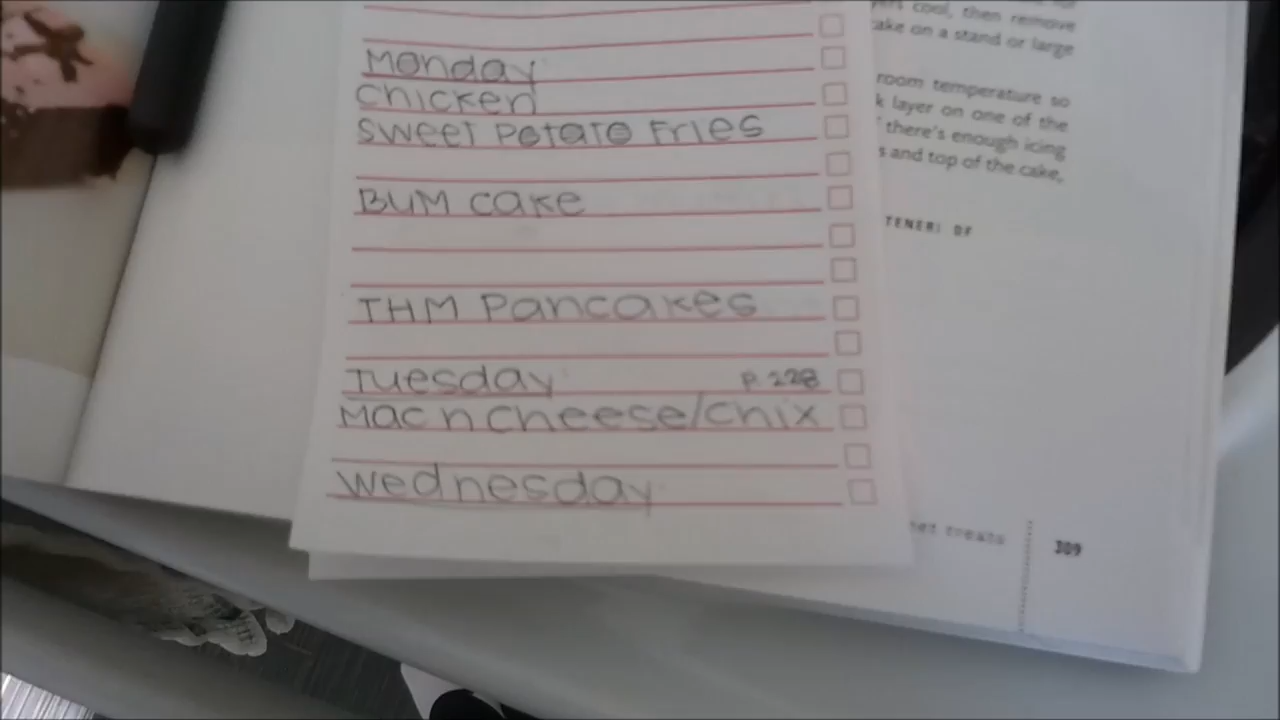 cool, then remove
cake on a stand or large
room temperature so
layer on one of the
there's enough icing
s and top of the cake,
Monday
Chicken
Sweet Potato Fries
BUM Cake
THM Pancakes
Tuesday P. 228
Mac n Cheese/Chix
Wednesday
treats
309